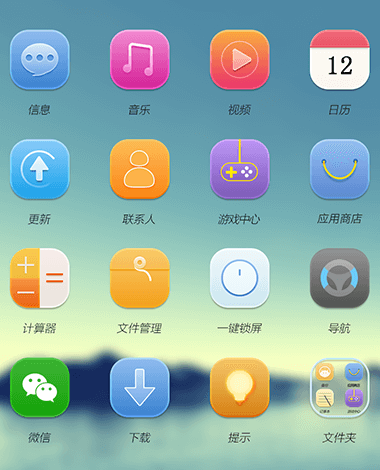 12
信息 音乐 视频 日历
更新 联系人 游戏中心 应用商店
计算器 文件管理 一键锁屏 导航
微信 下载 提示 文件夹